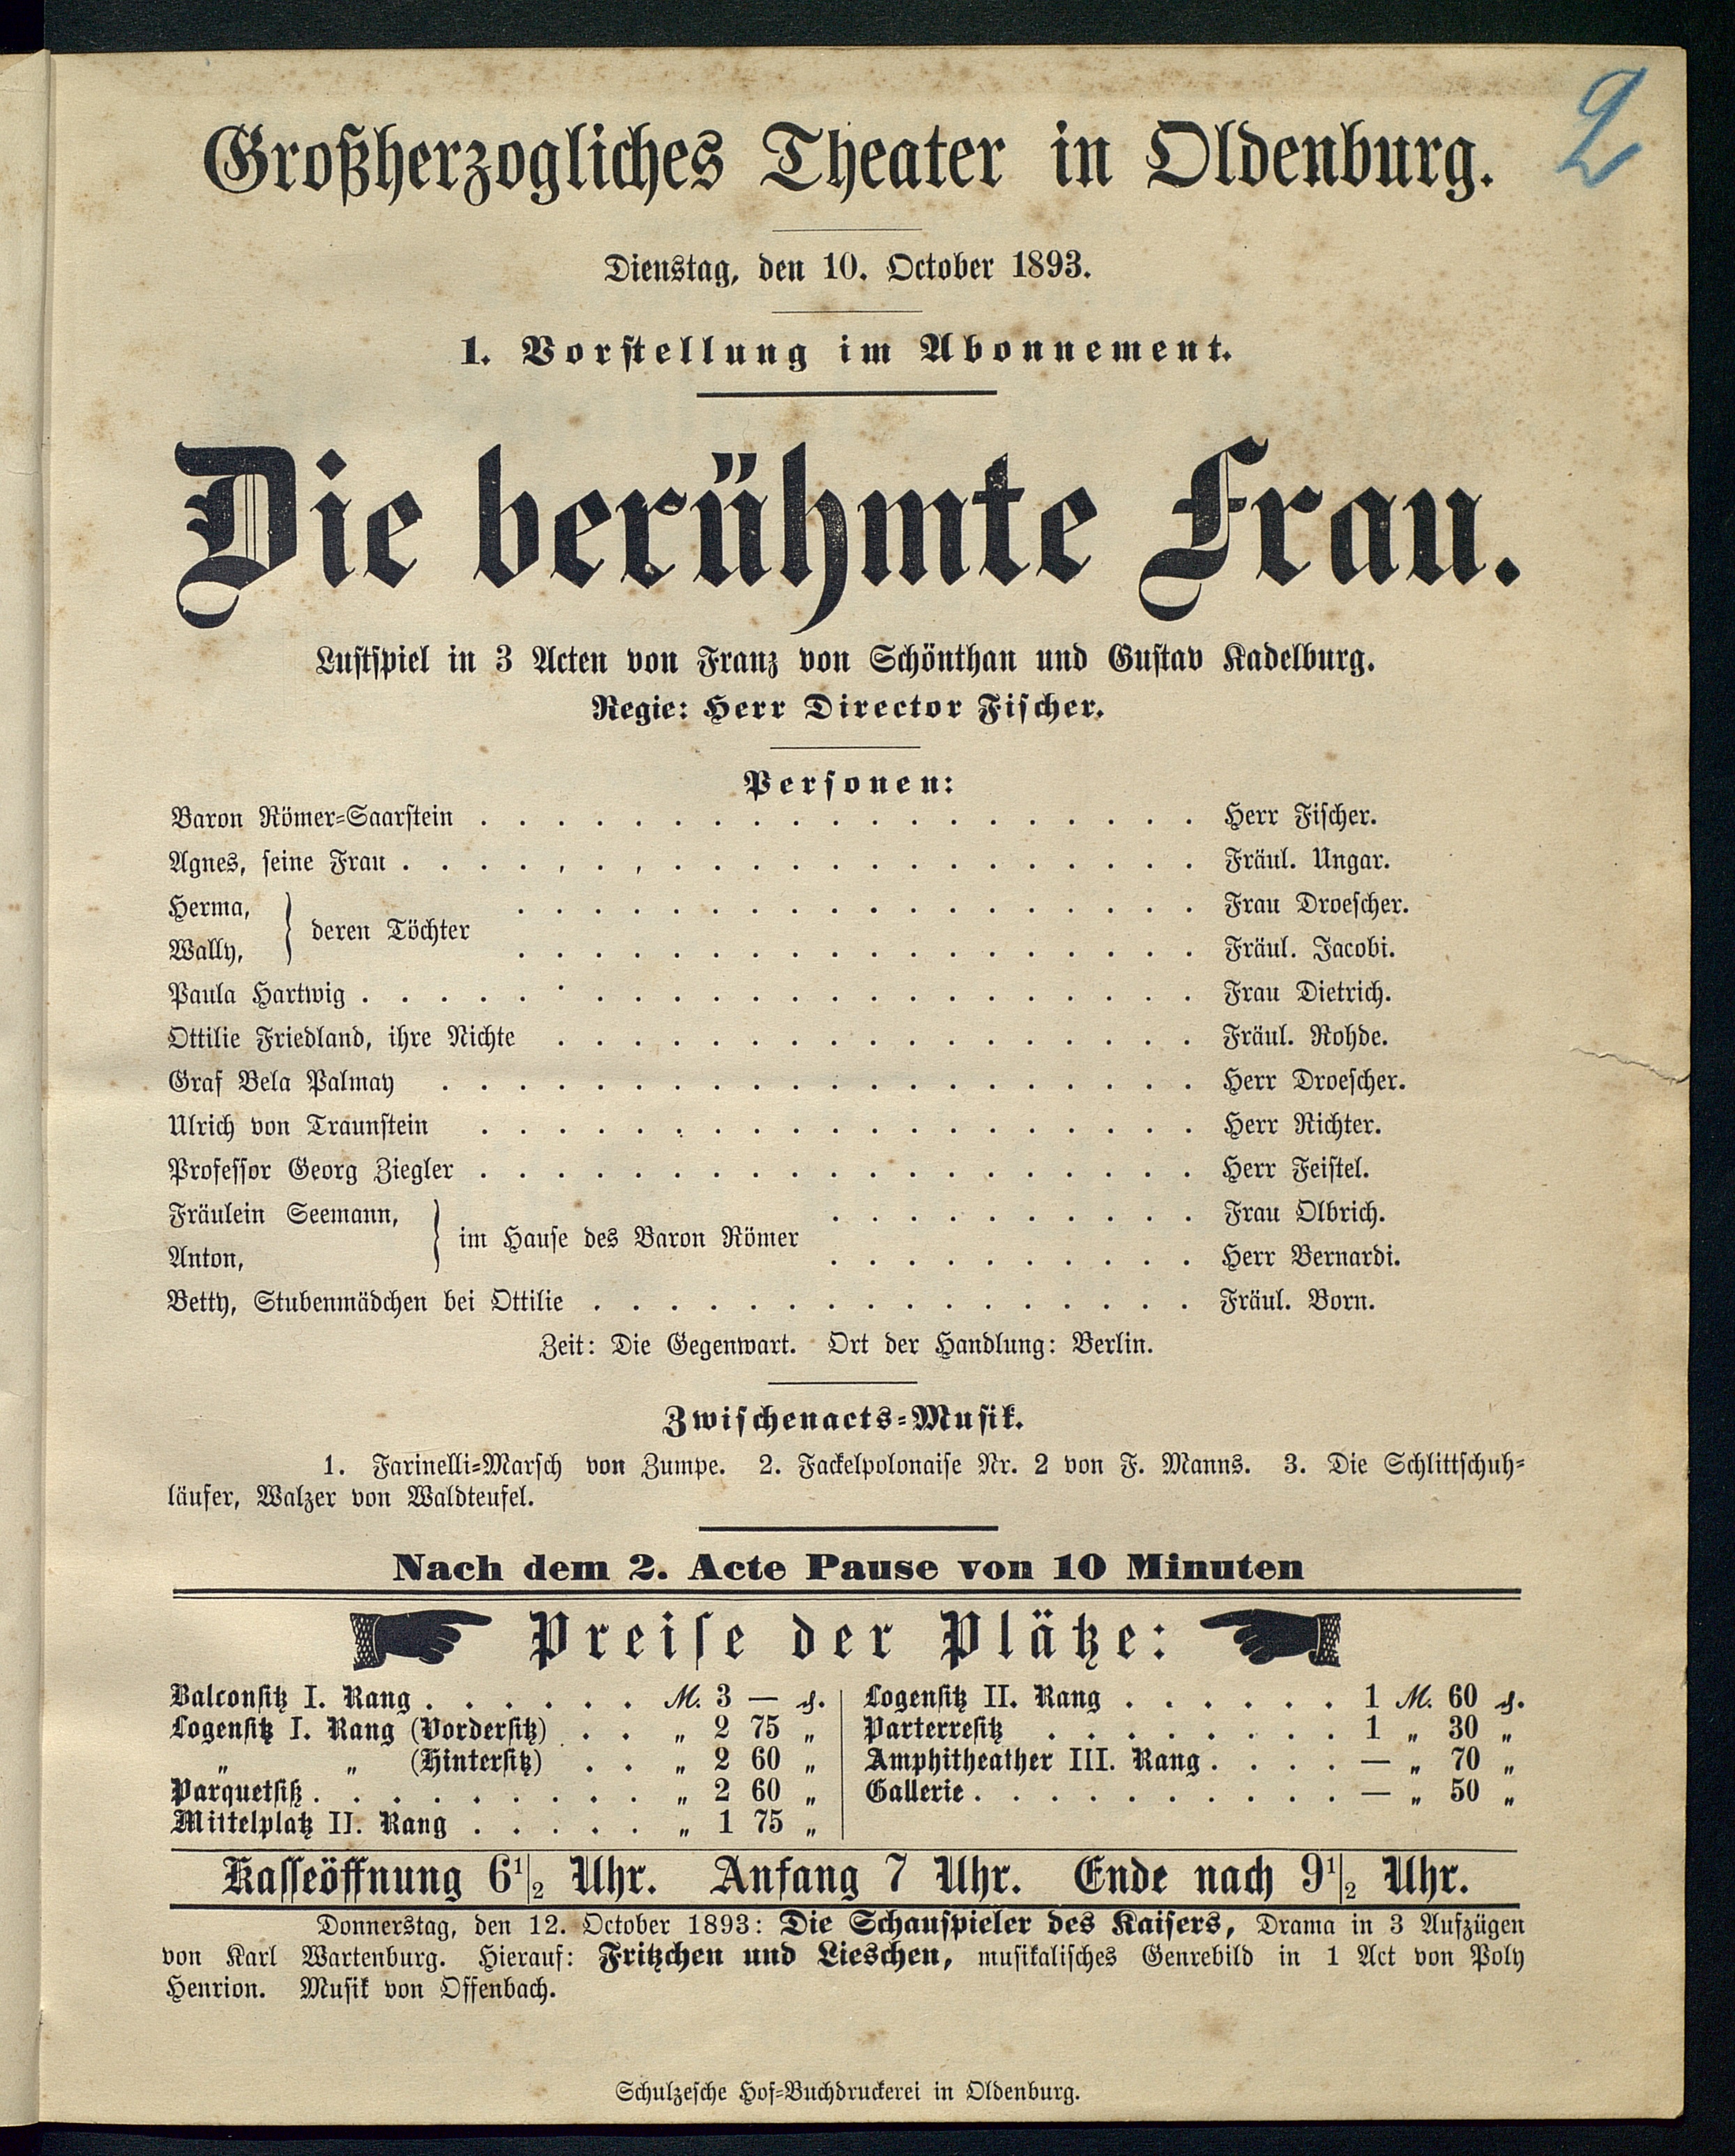 2
Großherzogliches Theater in Oldenburg.
Dienstag, den 10. October 1893.
1. Vorstellung im Abonnement.
Die berühmte Frau.
Lustspiel in 3 Acten von Franz von Schönthan und Gustav Kadelburg.
Regie: Herr Director Fischer.
Personen:
Baron Römer-Saarstein . . . . . . . . . . . . . . . . . . . Herr Fischer.
Agnes, seine Frau . . . . . . . . . . . . . . . . . . . . . Fräul. Ungar.
Herma, } deren Töchter . . . . . . . . . . . . . . . . . . Frau Droescher.
Wally, . . . . . . . . . . . . . . . . . . Fräul. Jacobi.
Paula Hartwig . . . . . . . . . . . . . . . . . . . . . . Frau Dietrich.
Ottilie Friedland, ihre Nichte . . . . . . . . . . . . . . . . . Fräul. Rohde.
Graf Bela Palmay . . . . . . . . . . . . . . . . . . . . Herr Droescher.
Ulrich von Traunstein . . . . . . . . . . . . . . . . . . . Herr Richter.
Professor Georg Ziegler . . . . . . . . . . . . . . . . . . . Herr Feistel.
Fräulein Seemann, } im Hause des Baron Römer . . . . . . . . . . Frau Olbrich.
Anton, . . . . . . . . . . Herr Bernardi.
Betty, Stubenmädchen bei Ottilie . . . . . . . . . . . . . . . . Fräul. Born.
Zeit: Die Gegenwart. Ort der Handlung: Berlin.
Zwischenacts-Musik.
1. Farinelli-Marsch von Zumpe. 2. Fackelpolonaise Nr. 2 von F. Manns. 3. Die Schlittschuh-
läufer, Walzer von Waldteufel.
Nach dem 2. Acte Pause von 10 Minuten
Preise der Plätze:
Balconsitz I. Rang . . . . . . M. 3 — ₰.
Logensitz I. Rang (Vordersitz) . . „ 2 75 „
„ „ (Hintersitz) . . „ 2 60 „
Parquetsitz . . . . . . . . . „ 2 60 „
Mittelplatz II. Rang . . . . . „ 1 75 „
Logensitz II. Rang . . . . . . 1 M. 60 ₰.
Parterresitz . . . . . . . . 1 „ 30 „
Amphitheather III. Rang . . . . — „ 70 „
Gallerie . . . . . . . . . . — „ 50 „
Kasseöffnung 6 1/2 Uhr. Anfang 7 Uhr. Ende nach 9 1/2 Uhr.
Donnerstag, den 12. October 1893: Die Schauspieler des Kaisers, Drama in 3 Aufzügen
von Karl Wartenburg. Hierauf: Fritzchen und Lieschen, musikalisches Genrebild in 1 Act von Poly
Henrion. Musik von Offenbach.
Schulzesche Hof-Buchdruckerei in Oldenburg.